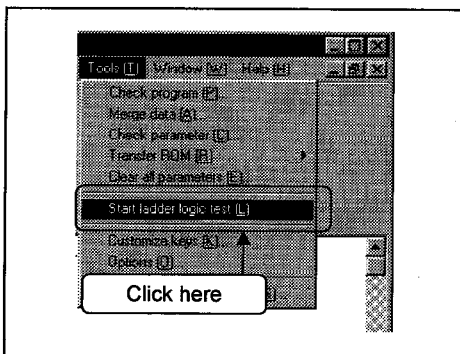 Tools (T) Window (W) Help (H)
Check program (P)...
Merge data (A)...
Check parameter (C)...
Transfer ROM (R)
Clear all parameters (E)...
Start ladder logic test (L)
Customize keys (K)...
Options (O)...
Click here